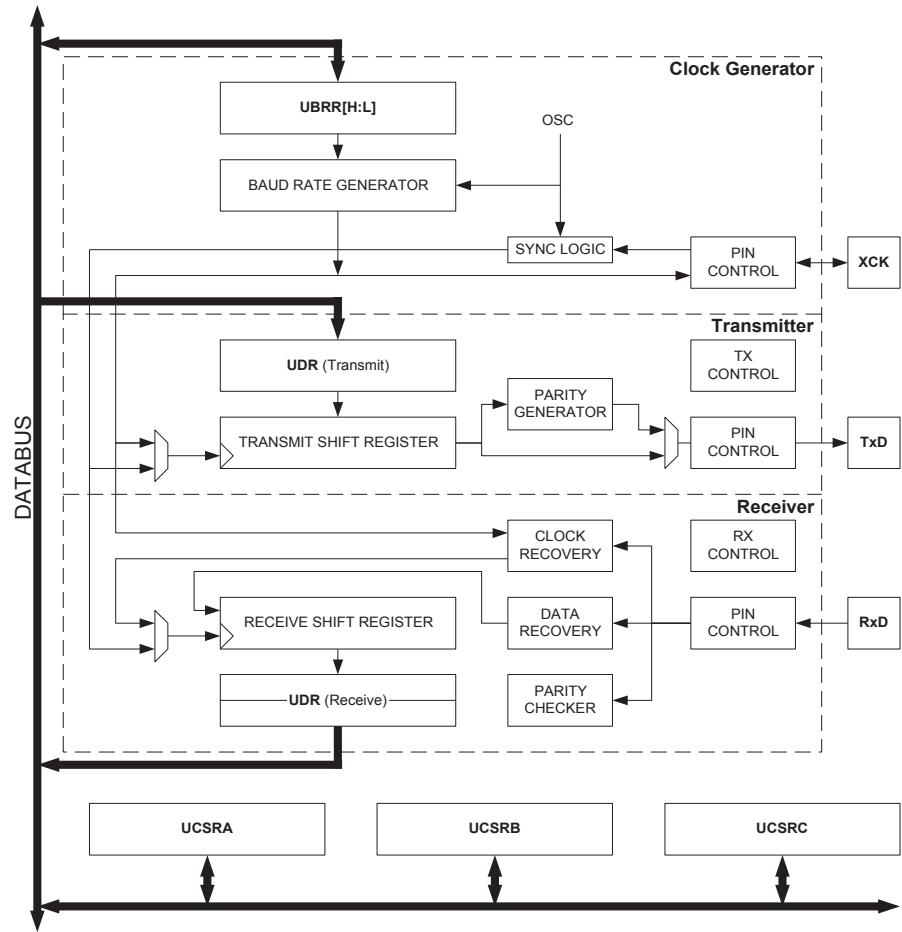 Clock Generator
UBRR[H:L]
OSC
BAUD RATE GENERATOR
SYNC LOGIC
PIN
CONTROL
XCK
Transmitter
UDR (Transmit)
TX
CONTROL
PARITY
GENERATOR
TRANSMIT SHIFT REGISTER
PIN
CONTROL
TxD
DATABUS
Receiver
CLOCK
RECOVERY
RX
CONTROL
RECEIVE SHIFT REGISTER
DATA
RECOVERY
PIN
CONTROL
RxD
UDR (Receive)
PARITY
CHECKER
UCSRA
UCSRB
UCSRC